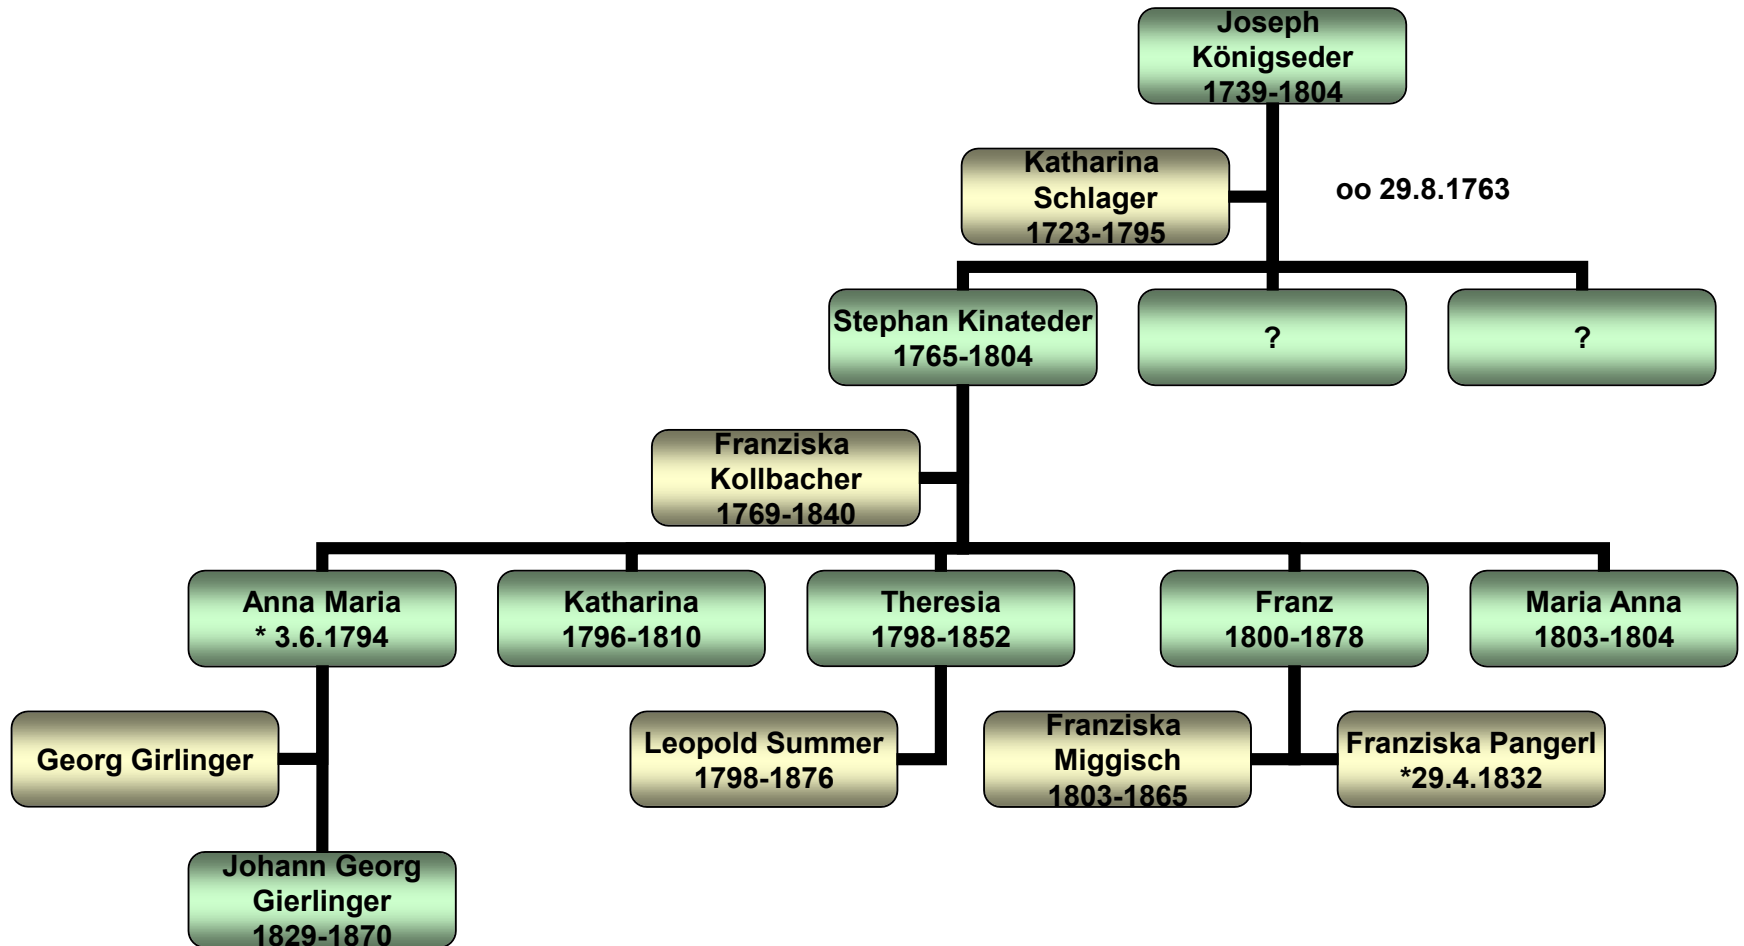 Joseph
Königseder
1739-1804
Katharina
Schlager
1723-1795
oo 29.8.1763
Stephan Kinateder
1765-1804
?
?
Franziska
Kollbacher
1769-1840
Anna Maria
* 3.6.1794
Katharina
1796-1810
Theresia
1798-1852
Franz
1800-1878
Maria Anna
1803-1804
Georg Girlinger
Leopold Summer
1798-1876
Franziska
Miggisch
1803-1865
Franziska Pangerl
*29.4.1832
Johann Georg
Gierlinger
1829-1870